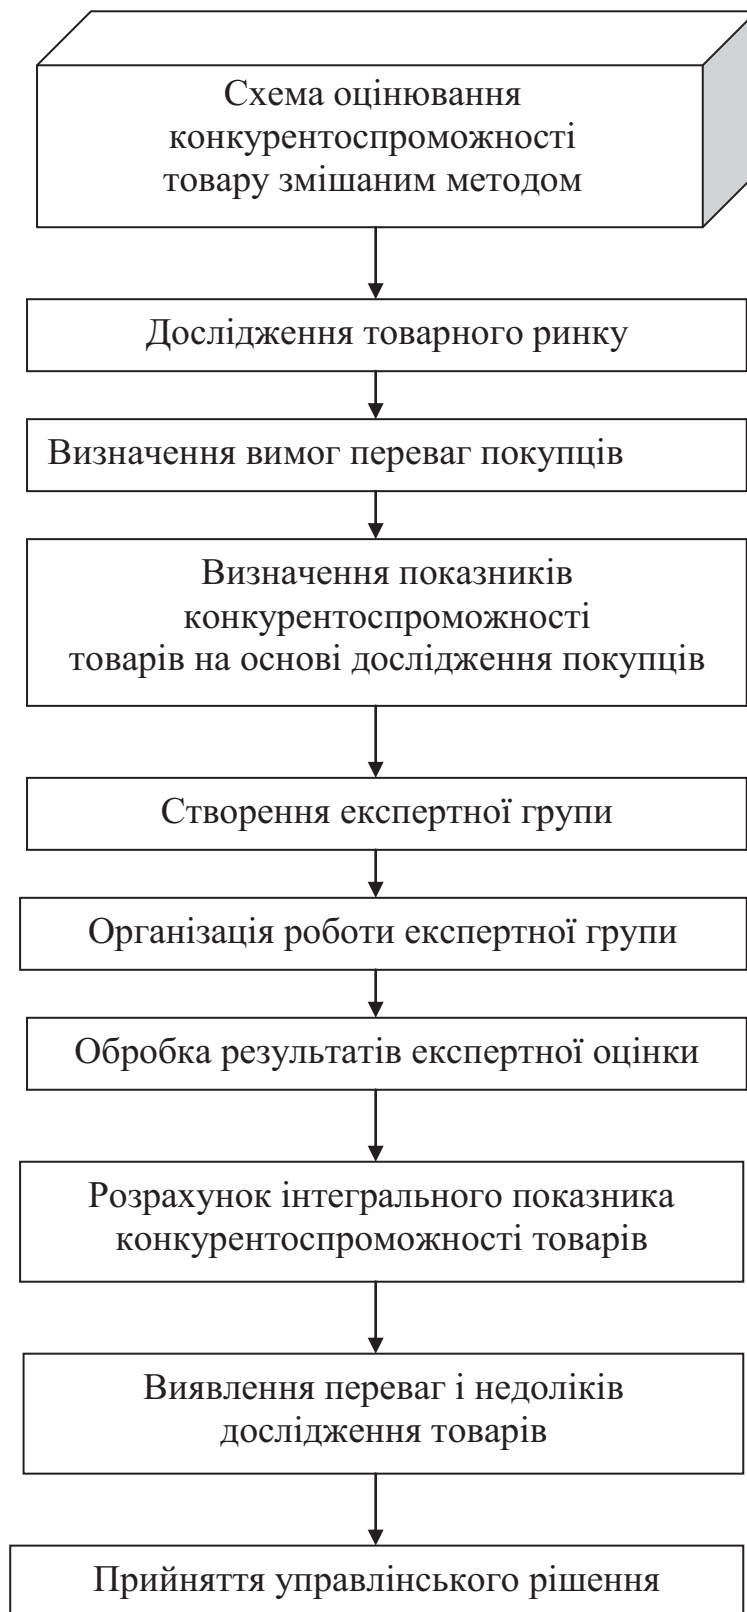 Схема оцінювання
конкурентоспроможності
товару змішаним методом
Дослідження товарного ринку
Визначення вимог переваг покупців
Визначення показників
конкурентоспроможності
товарів на основі дослідження покупців
Створення експертної групи
Організація роботи експертної групи
Обробка результатів експертної оцінки
Розрахунок інтегрального показника
конкурентоспроможності товарів
Виявлення переваг і недоліків
дослідження товарів
Прийняття управлінського рішення